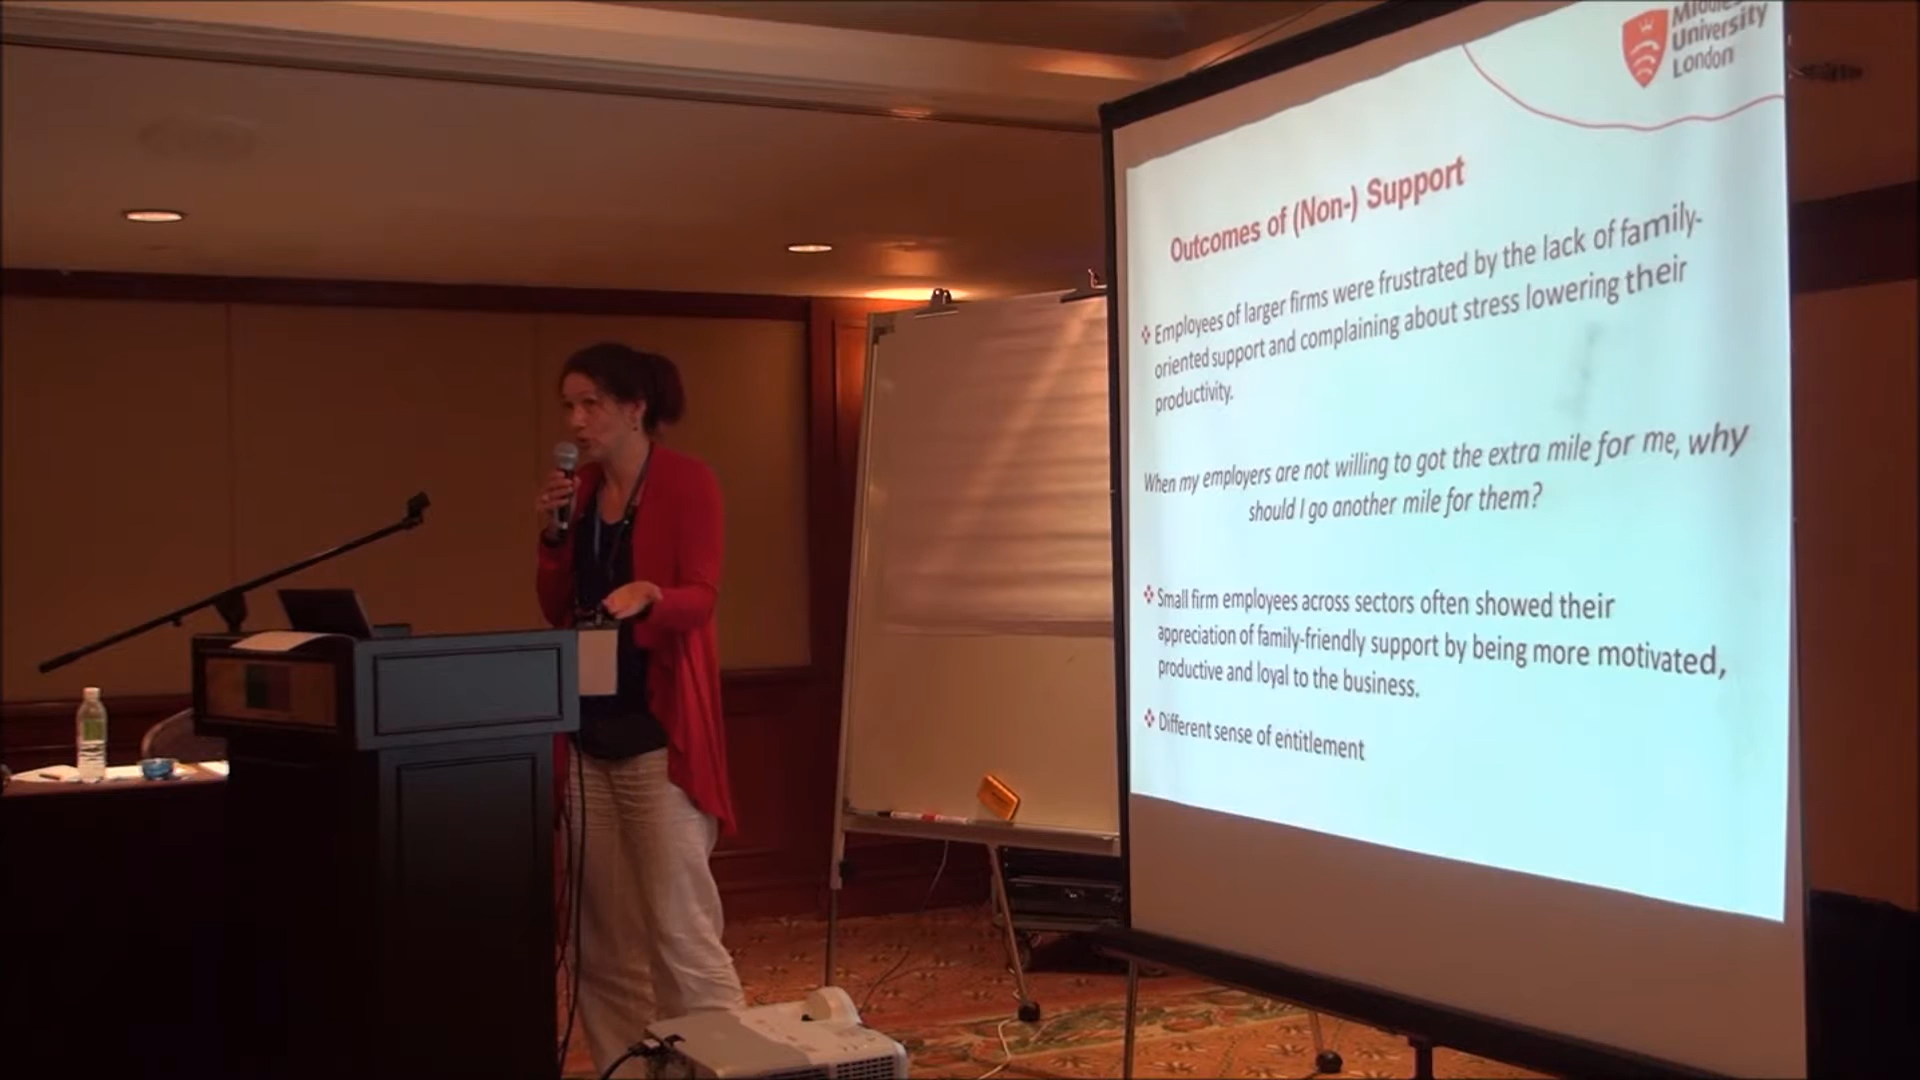 University
London
Outcomes of (Non-) Support
Employees of larger firms were frustrated by the lack of family-
oriented support and complaining about stress lowering their
productivity.
When my employers are not willing to got the extra mile for me, why
should I go another mile for them?
Small firm employees across sectors often showed their
appreciation of family-friendly support by being more motivated,
productive and loyal to the business.
Different sense of entitlement